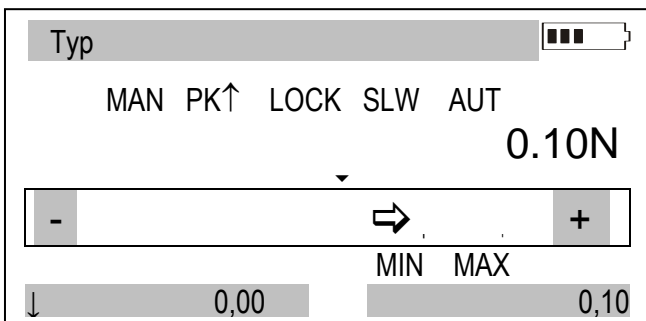 Typ
MAN PK↑ LOCK SLW AUT
0.10N
- +
MIN MAX
↓ 0,00 0,10